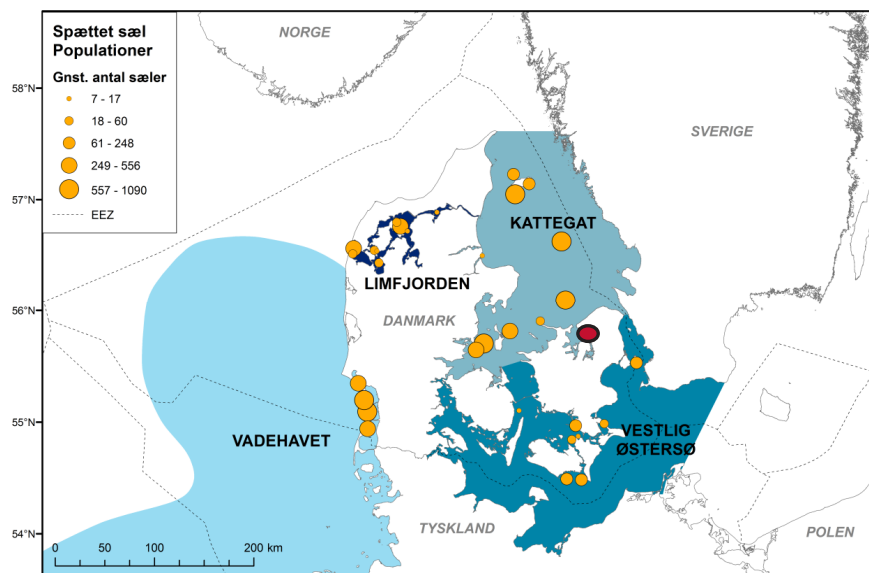 Spættet sæl
Populationer
Gnst. antal sæler
7 - 17
18 - 60
61 - 248
249 - 556
557 - 1090
EEZ
NORGE
SVERIGE
58°N
57°N
56°N
55°N
54°N
KATTEGAT
LIMFJORDEN
DANMARK
VADEHAVET
VESTLIG
ØSTERSØ
TYSKLAND
POLEN
0 50 100 200 km